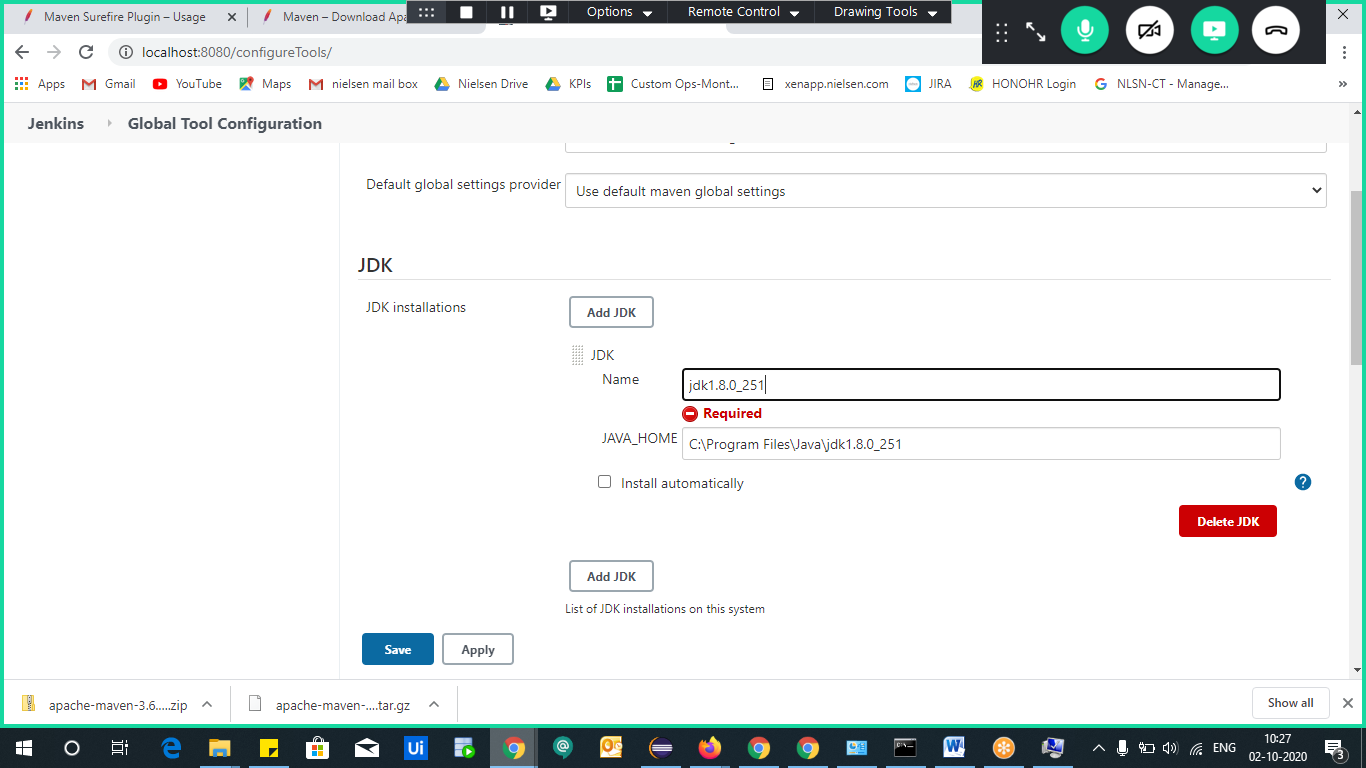 Maven Surefire Plugin – Usage
Maven – Download Apa
Options
Remote Control
Drawing Tools
localhost:8080/configureTools/
Apps
Gmail
YouTube
Maps
nielsen mail box
Nielsen Drive
KPIs
Custom Ops-Mont...
xenapp.nielsen.com
JIRA
HONOHR Login
NLSN-CT - Manage...
»
Jenkins
Global Tool Configuration
Default global settings provider
Use default maven global settings
JDK
JDK installations
Add JDK
JDK
Name
jdk1.8.0_251
Required
JAVA_HOME
C:\Program Files\Java\jdk1.8.0_251
Install automatically
?
Delete JDK
Add JDK
List of JDK installations on this system
Save
Apply
apache-maven-3.6.....zip
apache-maven-....tar.gz
Show all
Ui
ENG
10:27
02-10-2020
3